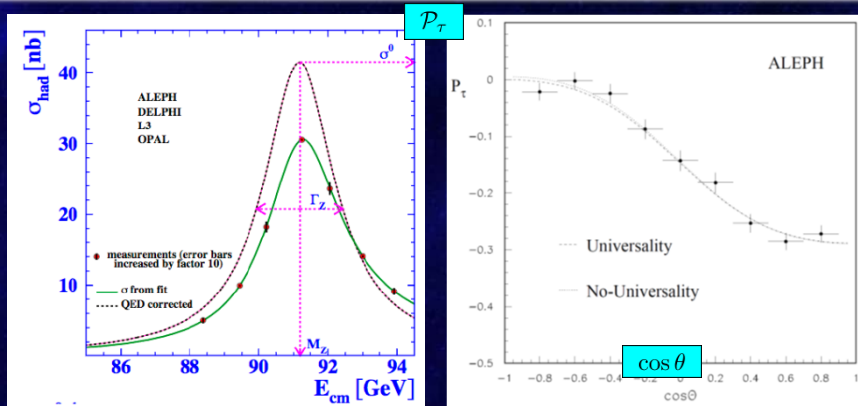 𝒫τ
σhad [nb]
σ⁰
40
ALEPH
DELPHI
L3
OPAL
30
20
ΓZ
measurements (error bars
increased by factor 10)
10
σ from fit
QED corrected
MZ
86 88 90 92 94
Ecm [GeV]
0.1
ALEPH
Pτ
0
−0.1
−0.2
Universality
−0.3
No-Universality
−0.4
cos θ
−0.5
−1 −0.8 −0.6 −0.4 −0.2 0 0.2 0.4 0.6 0.8 1
cosΘ